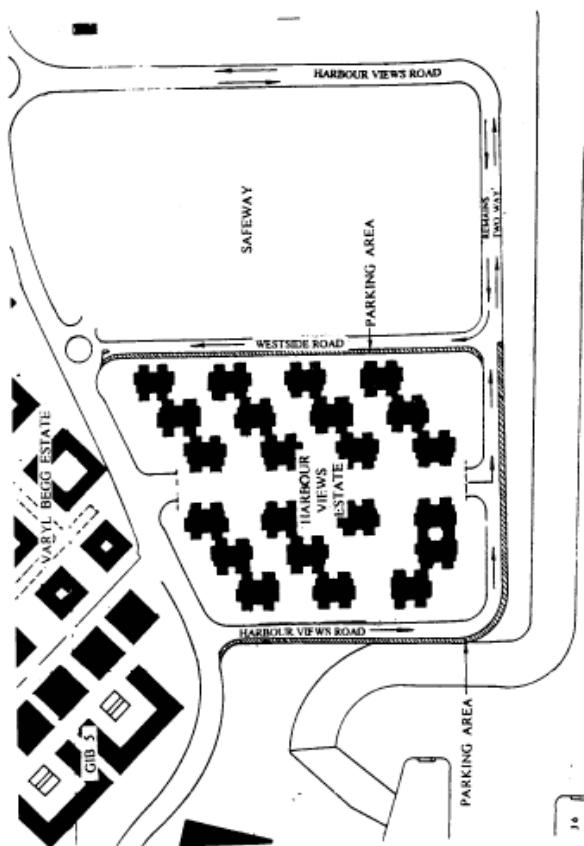 HARBOUR VIEWS ROAD
SAFEWAY
REMAINS
TWO WAY
PARKING AREA
WESTSIDE ROAD
VARYL BEGG ESTATE
HARBOUR
VIEWS
ESTATE
HARBOUR VIEWS ROAD
GIB 5
PARKING AREA
J6